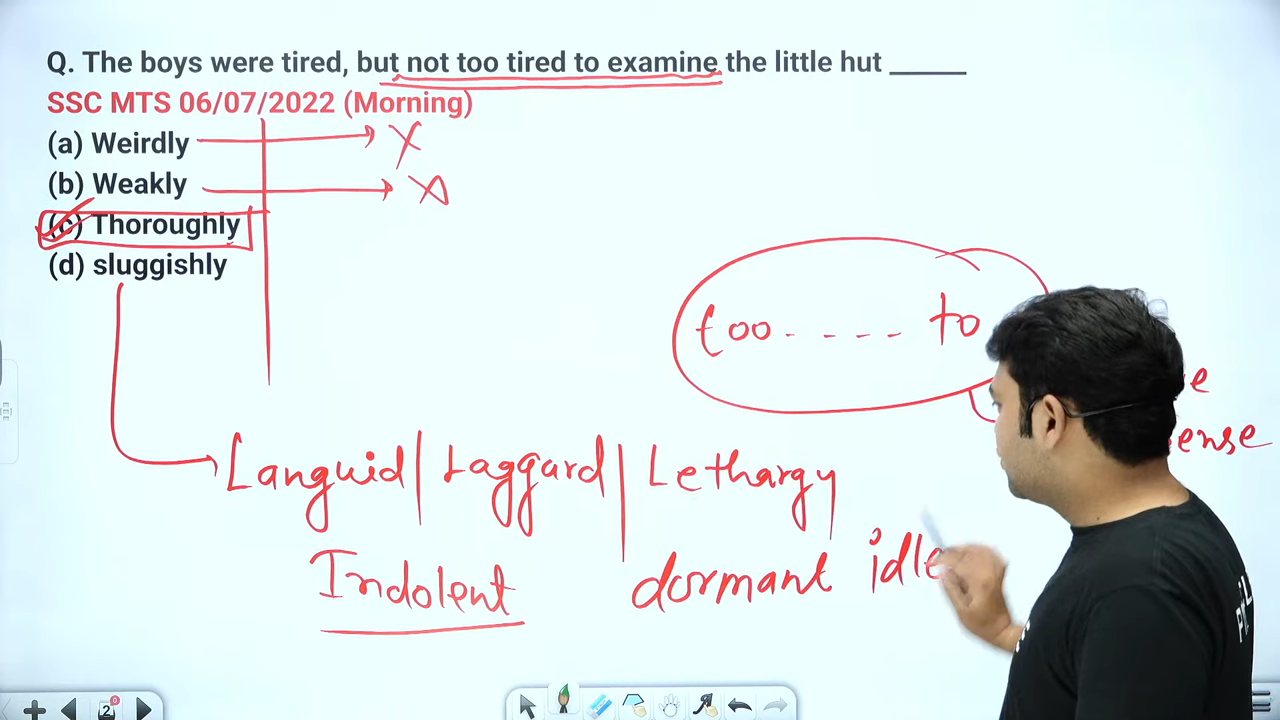 Q. The boys were tired, but not too tired to examine the little hut ______
SSC MTS 06/07/2022 (Morning)
(a) Weirdly
(b) Weakly
(c) Thoroughly
(d) sluggishly
too - - - - to
Languid | Laggard | Lethargy
Indolent dormant idle
2